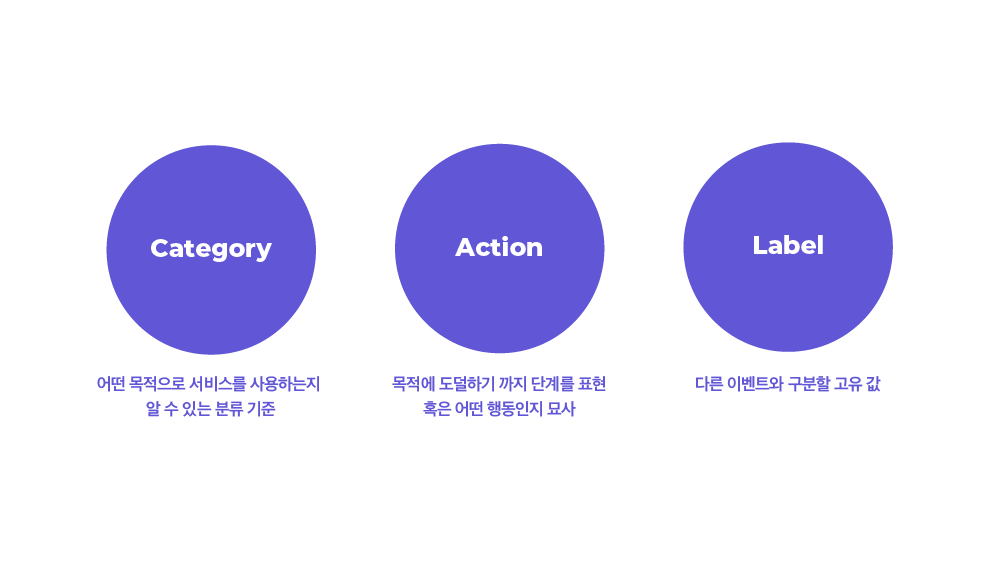 Category
어떤 목적으로 서비스를 사용하는지
알 수 있는 분류 기준
Action
목적에 도덜하기 까지 단계를 표현
혹은 어떤 행동인지 묘사
Label
다른 이벤트와 구분할 고유 값